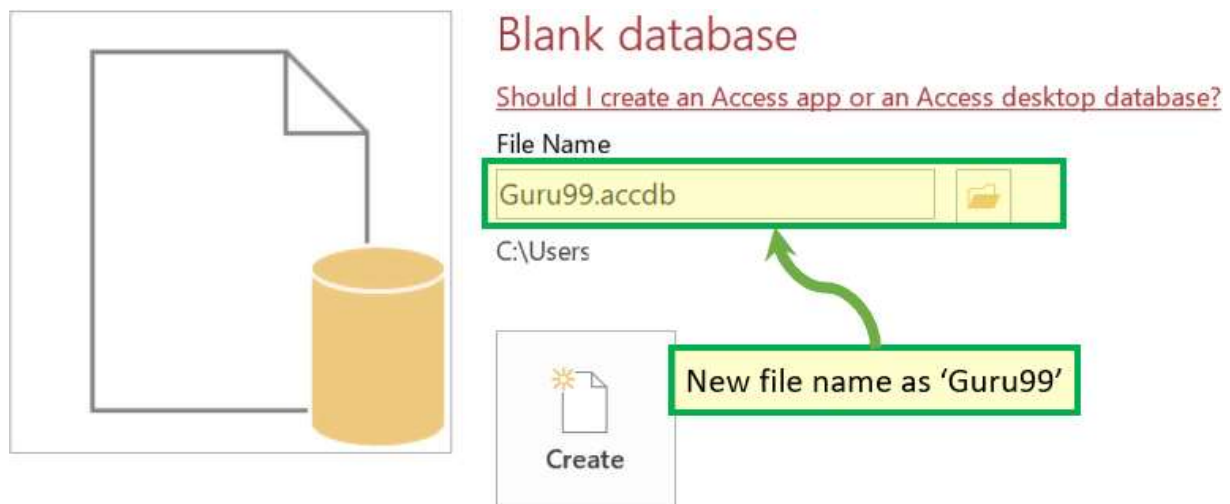 Blank database
Should I create an Access app or an Access desktop database?
File Name
Guru99.accdb
C:\Users
New file name as ‘Guru99’
Create